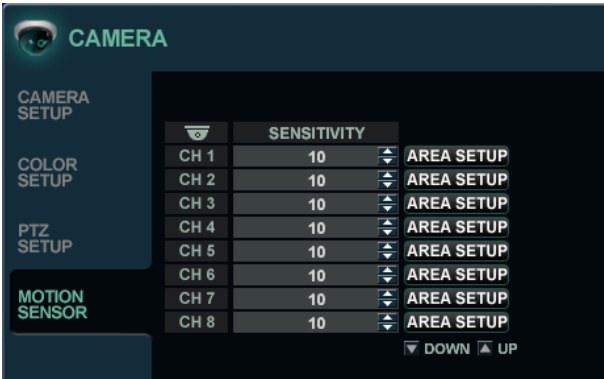 CAMERA
CAMERA
SETUP
COLOR
SETUP
PTZ
SETUP
MOTION
SENSOR
SENSITIVITY
CH 1 10 AREA SETUP
CH 2 10 AREA SETUP
CH 3 10 AREA SETUP
CH 4 10 AREA SETUP
CH 5 10 AREA SETUP
CH 6 10 AREA SETUP
CH 7 10 AREA SETUP
CH 8 10 AREA SETUP
DOWN UP